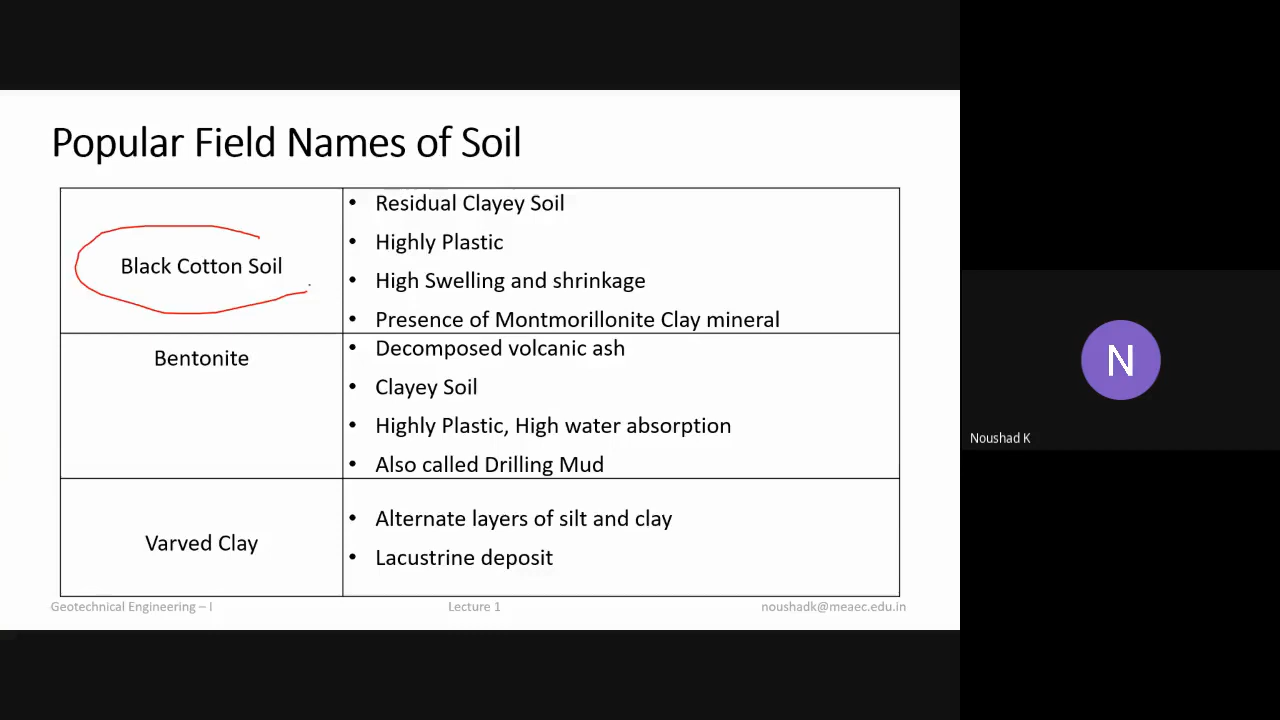 Popular Field Names of Soil
Black Cotton Soil
• Residual Clayey Soil
• Highly Plastic
• High Swelling and shrinkage
• Presence of Montmorillonite Clay mineral
Bentonite
• Decomposed volcanic ash
• Clayey Soil
• Highly Plastic, High water absorption
• Also called Drilling Mud
Varved Clay
• Alternate layers of silt and clay
• Lacustrine deposit
Geotechnical Engineering – I
Lecture 1
noushadk@meaec.edu.in
N
Noushad K